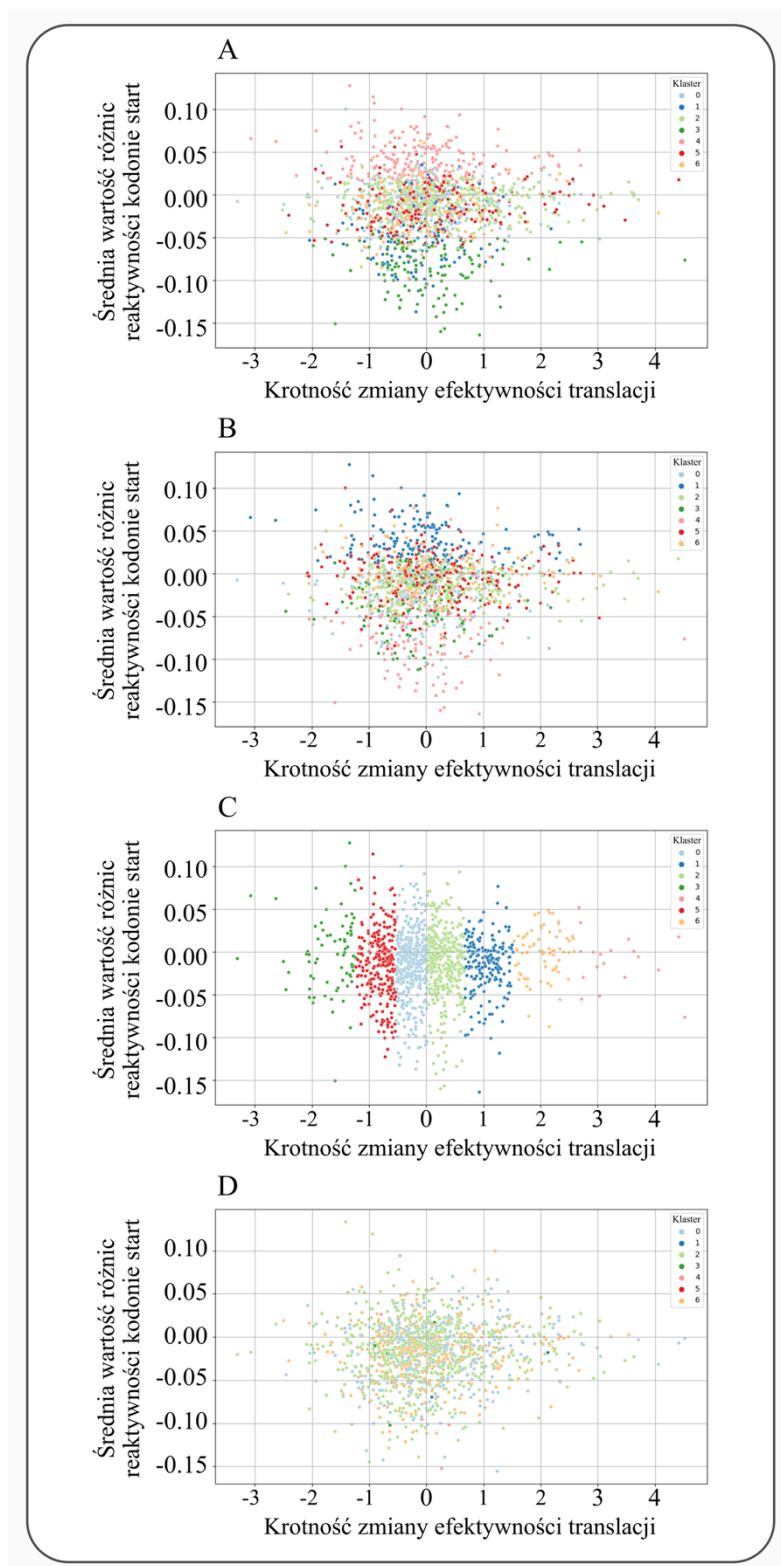 A
Średnia wartość różnic
reaktywności kodonie start
0.10
0.05
0.00
-0.05
-0.10
-0.15
Klaster
0
1
2
3
4
5
6
-3 -2 -1 0 1 2 3 4
Krotność zmiany efektywności translacji
B
Średnia wartość różnic
reaktywności kodonie start
0.10
0.05
0.00
-0.05
-0.10
-0.15
Klaster
0
1
2
3
4
5
6
-3 -2 -1 0 1 2 3 4
Krotność zmiany efektywności translacji
C
Średnia wartość różnic
reaktywności kodonie start
0.10
0.05
0.00
-0.05
-0.10
-0.15
Klaster
0
1
2
3
4
5
6
-3 -2 -1 0 1 2 3 4
Krotność zmiany efektywności translacji
D
Średnia wartość różnic
reaktywności kodonie start
0.10
0.05
0.00
-0.05
-0.10
-0.15
Klaster
0
1
2
3
4
5
6
-3 -2 -1 0 1 2 3 4
Krotność zmiany efektywności translacji